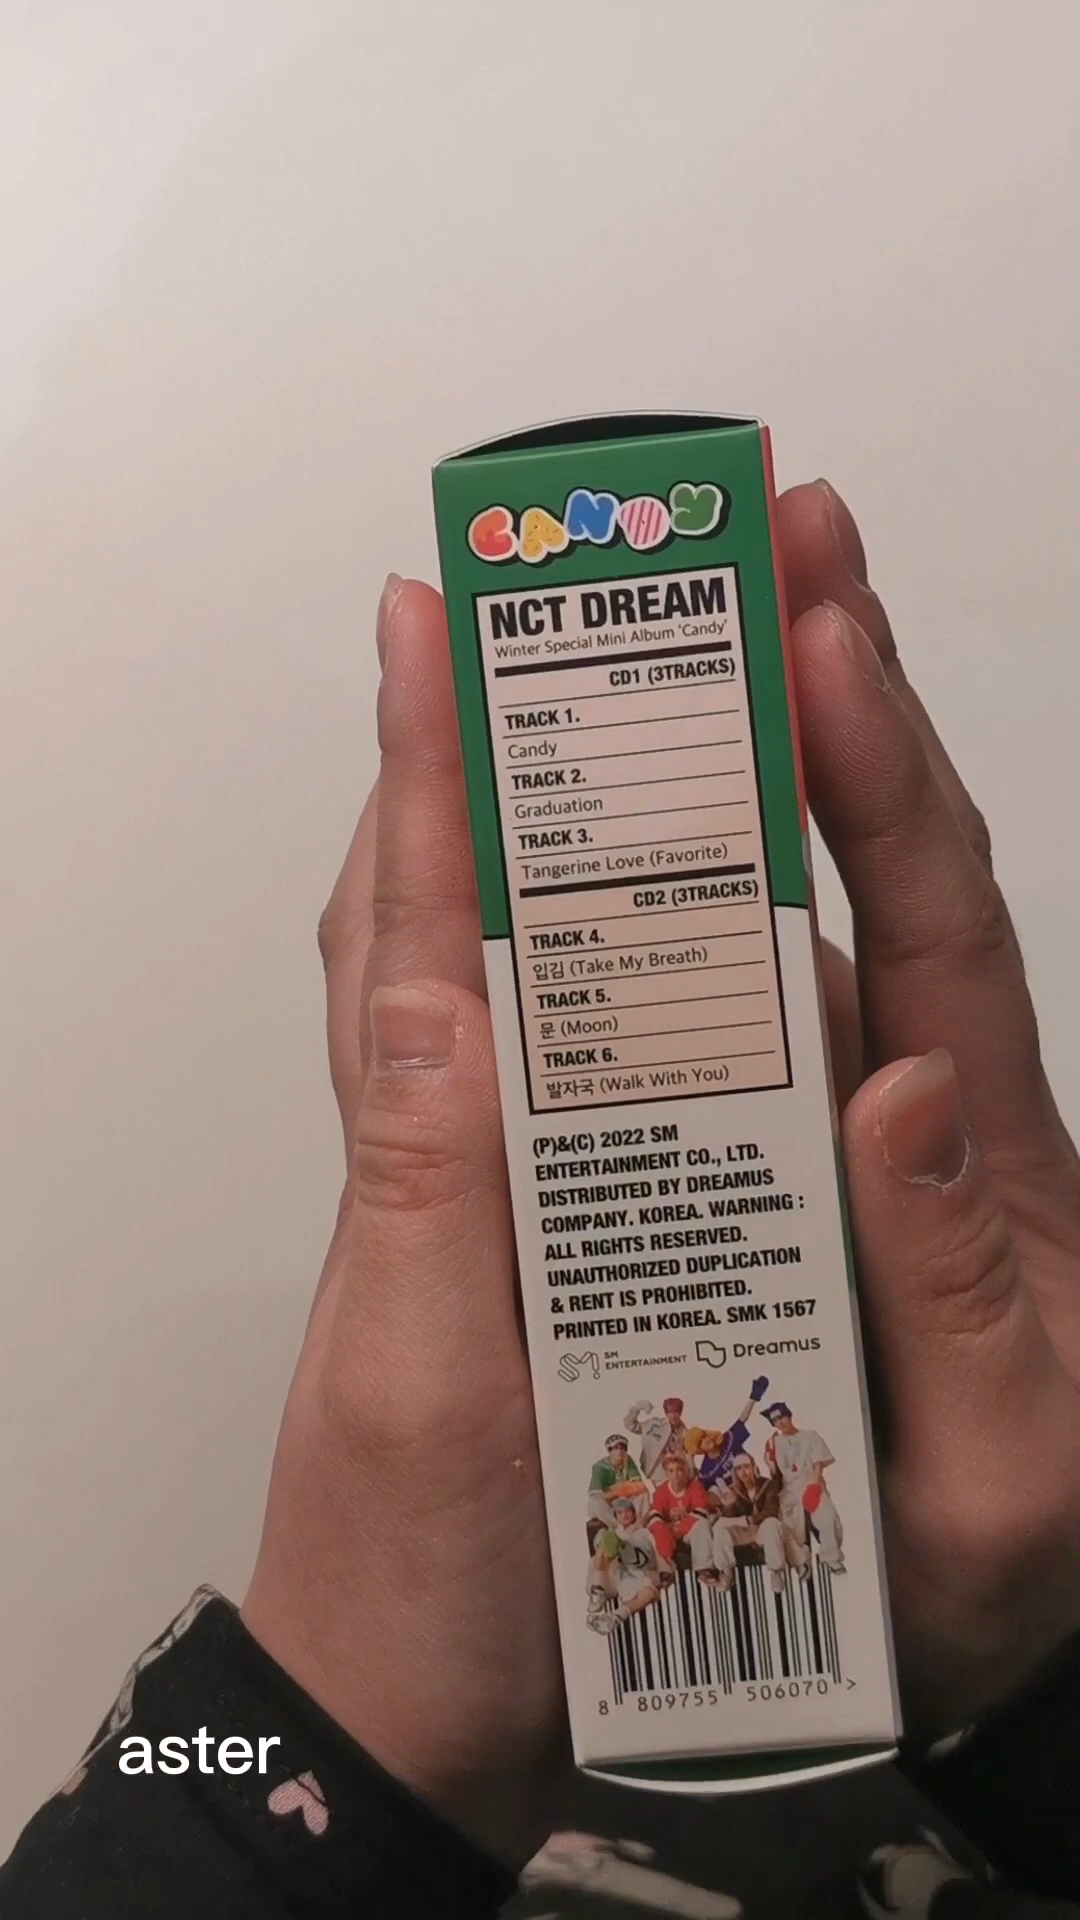 CANDY
NCT DREAM
Winter Special Mini Album 'Candy'
CD1 (3TRACKS)
TRACK 1.
Candy
TRACK 2.
Graduation
TRACK 3.
Tangerine Love (Favorite)
CD2 (3TRACKS)
TRACK 4.
입김 (Take My Breath)
TRACK 5.
문 (Moon)
TRACK 6.
발자국 (Walk With You)
(P)&(C) 2022 SM
ENTERTAINMENT CO., LTD.
DISTRIBUTED BY DREAMUS
COMPANY. KOREA. WARNING :
ALL RIGHTS RESERVED.
UNAUTHORIZED DUPLICATION
& RENT IS PROHIBITED.
PRINTED IN KOREA. SMK 1567
SM
ENTERTAINMENT
Dreamus
8 809755 506070 >
aster